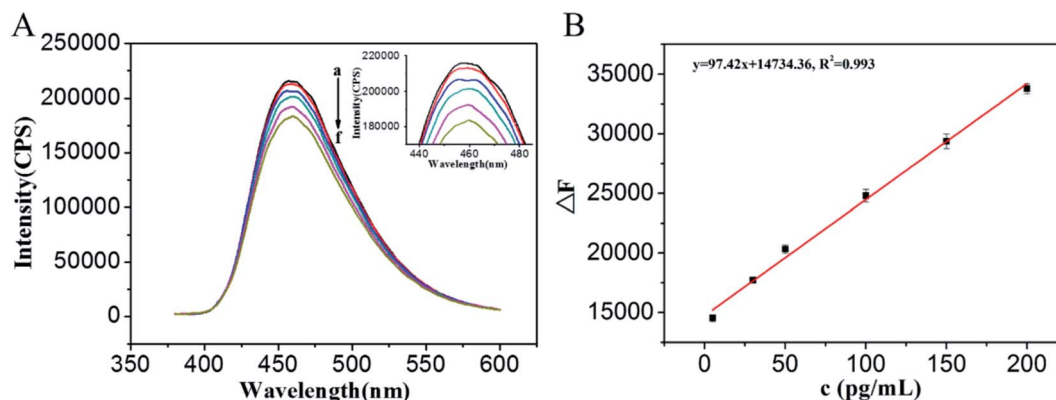 A
250000
200000
150000
100000
50000
0
Intensity(CPS)
350
400
450
500
550
600
Wavelength(nm)
a
f
220000
200000
180000
Intensity(CPS)
440
460
480
Wavelength(nm)
B
y=97.42x+14734.36, R²=0.993
35000
30000
25000
20000
15000
△F
0
50
100
150
200
c (pg/mL)